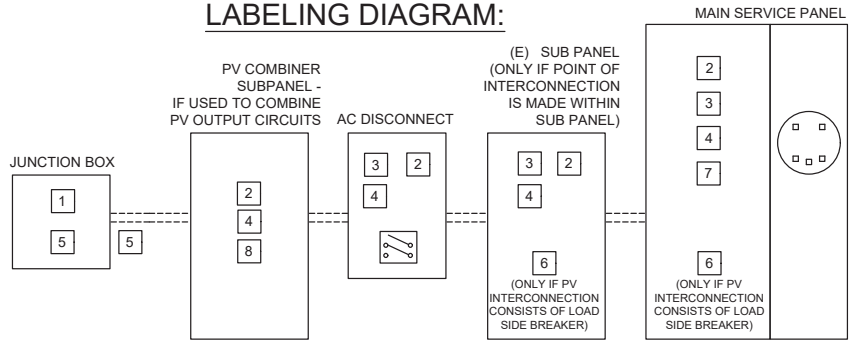 LABELING DIAGRAM:
JUNCTION BOX
1
5
5
PV COMBINER
SUBPANEL -
IF USED TO COMBINE
PV OUTPUT CIRCUITS
2
4
8
AC DISCONNECT
3 2
4
(E) SUB PANEL
(ONLY IF POINT OF
INTERCONNECTION
IS MADE WITHIN
SUB PANEL)
3 2
4
6
(ONLY IF PV
INTERCONNECTION
CONSISTS OF LOAD
SIDE BREAKER)
MAIN SERVICE PANEL
2
3
4
7
6
(ONLY IF PV
INTERCONNECTION
CONSISTS OF LOAD
SIDE BREAKER)